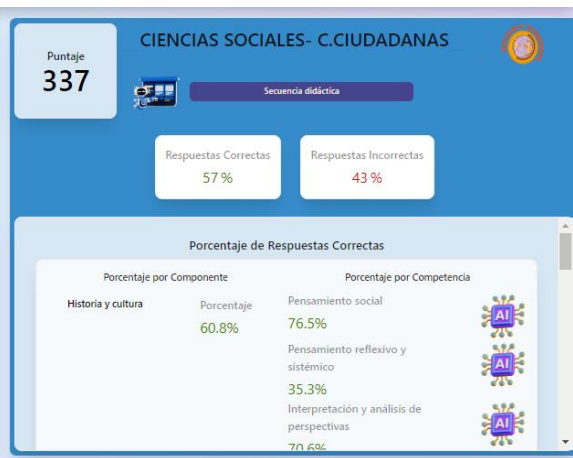 Puntaje
337
CIENCIAS SOCIALES- C.CIUDADANAS
Secuencia didáctica
Respuestas Correctas
57 %
Respuestas Incorrectas
43 %
Porcentaje de Respuestas Correctas
Porcentaje por Componente
Historia y cultura
Porcentaje
60.8%
Porcentaje por Competencia
Pensamiento social
76.5%
AI
Pensamiento reflexivo y
sistémico
35.3%
AI
Interpretación y análisis de
perspectivas
70.6%
AI